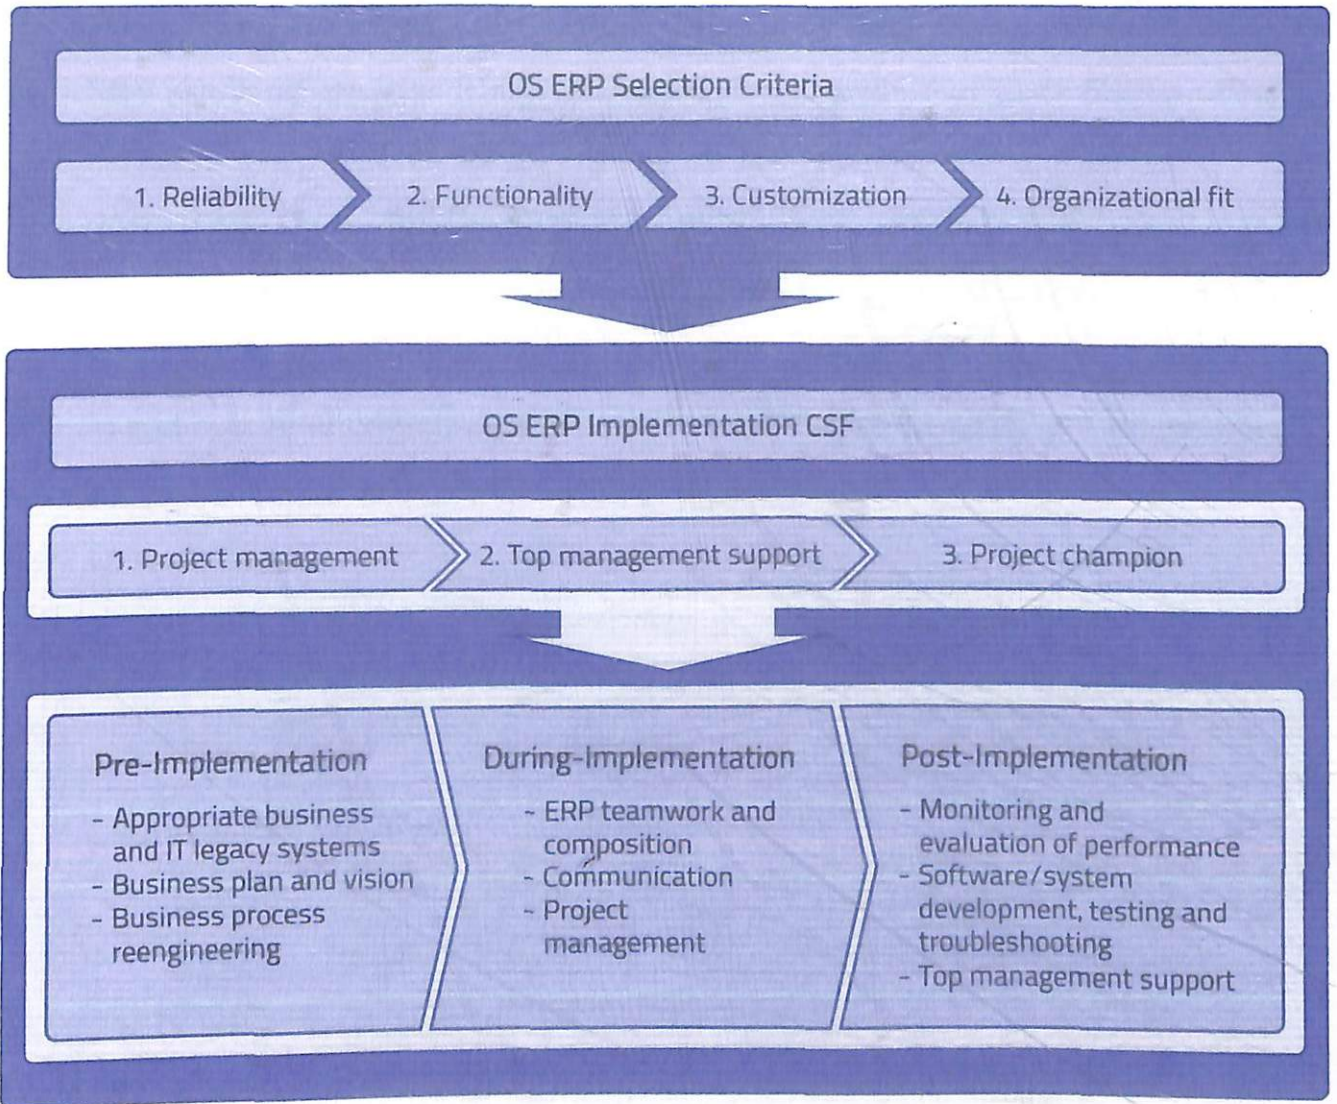 OS ERP Selection Criteria
1. Reliability
2. Functionality
3. Customization
4. Organizational fit
OS ERP Implementation CSF
1. Project management
2. Top management support
3. Project champion
Pre-Implementation
- Appropriate business
and IT legacy systems
- Business plan and vision
- Business process
reengineering
During-Implementation
- ERP teamwork and
composition
- Communication
- Project
management
Post-Implementation
- Monitoring and
evaluation of performance
- Software/system
development, testing and
troubleshooting
- Top management support